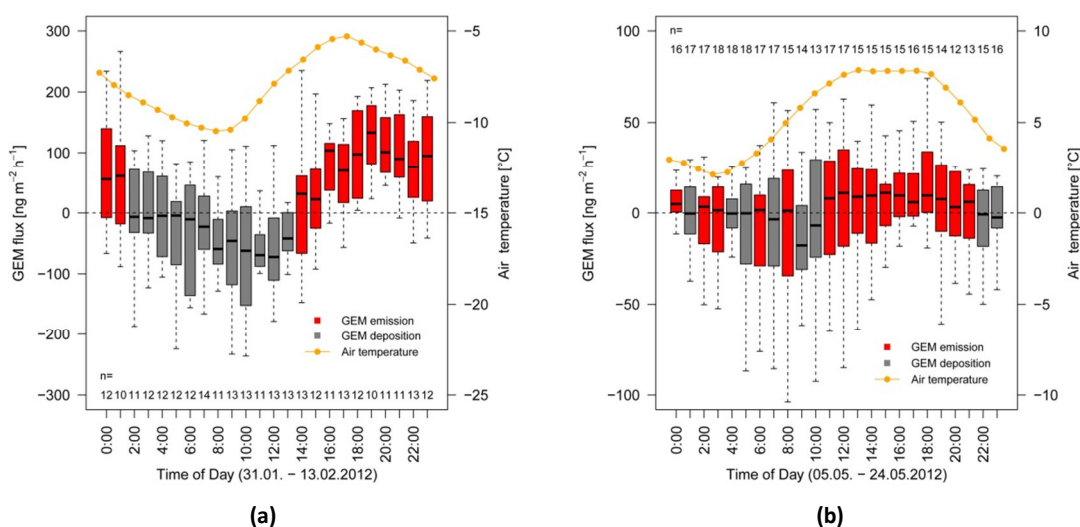 300
200
100
0
−100
−200
−300
GEM flux [ng m⁻² h⁻¹]
−5
−10
−15
−20
−25
Air temperature [°C]
GEM emission
GEM deposition
Air temperature
n=
12 10 11 11 12 12 12 14 11 13 13 11 12 13 13 12 11 13 12 10 11 11 13 12
0:00 2:00 4:00 6:00 8:00 10:00 12:00 14:00 16:00 18:00 20:00 22:00
Time of Day (31.01. − 13.02.2012)
(a)
100
50
0
−50
−100
GEM flux [ng m⁻² h⁻¹]
10
5
0
−5
−10
Air temperature [°C]
n=
16 17 17 18 18 18 17 17 15 14 13 17 17 15 15 15 15 16 15 14 12 13 15 16
GEM emission
GEM deposition
Air temperature
0:00 2:00 4:00 6:00 8:00 10:00 12:00 14:00 16:00 18:00 20:00 22:00
Time of Day (05.05. − 24.05.2012)
(b)